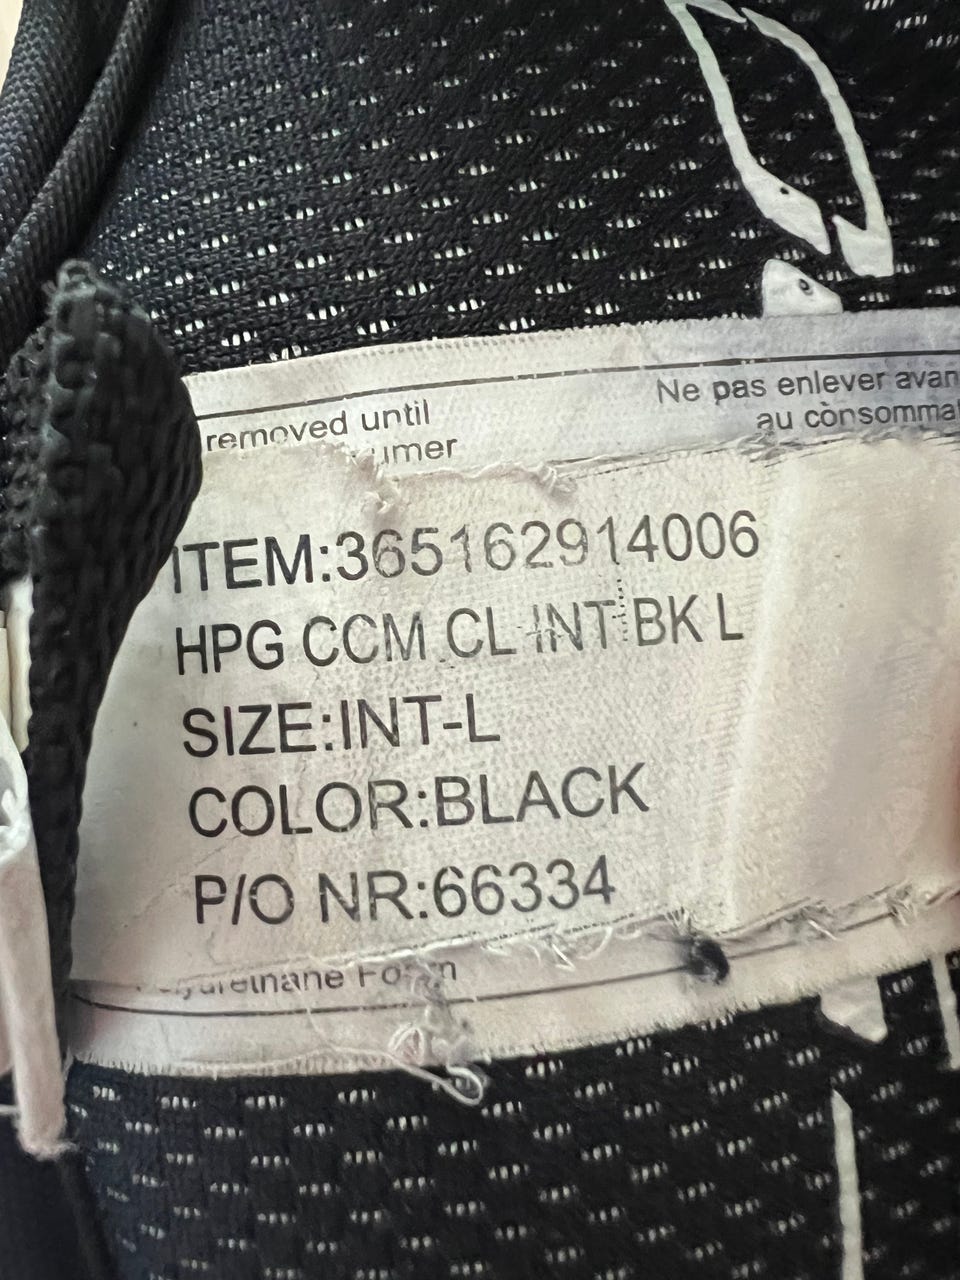 removed until
Ne pas enlever avan
au consommat
ITEM:365162914006
HPG CCM CL INT BK L
SIZE:INT-L
COLOR:BLACK
P/O NR:66334